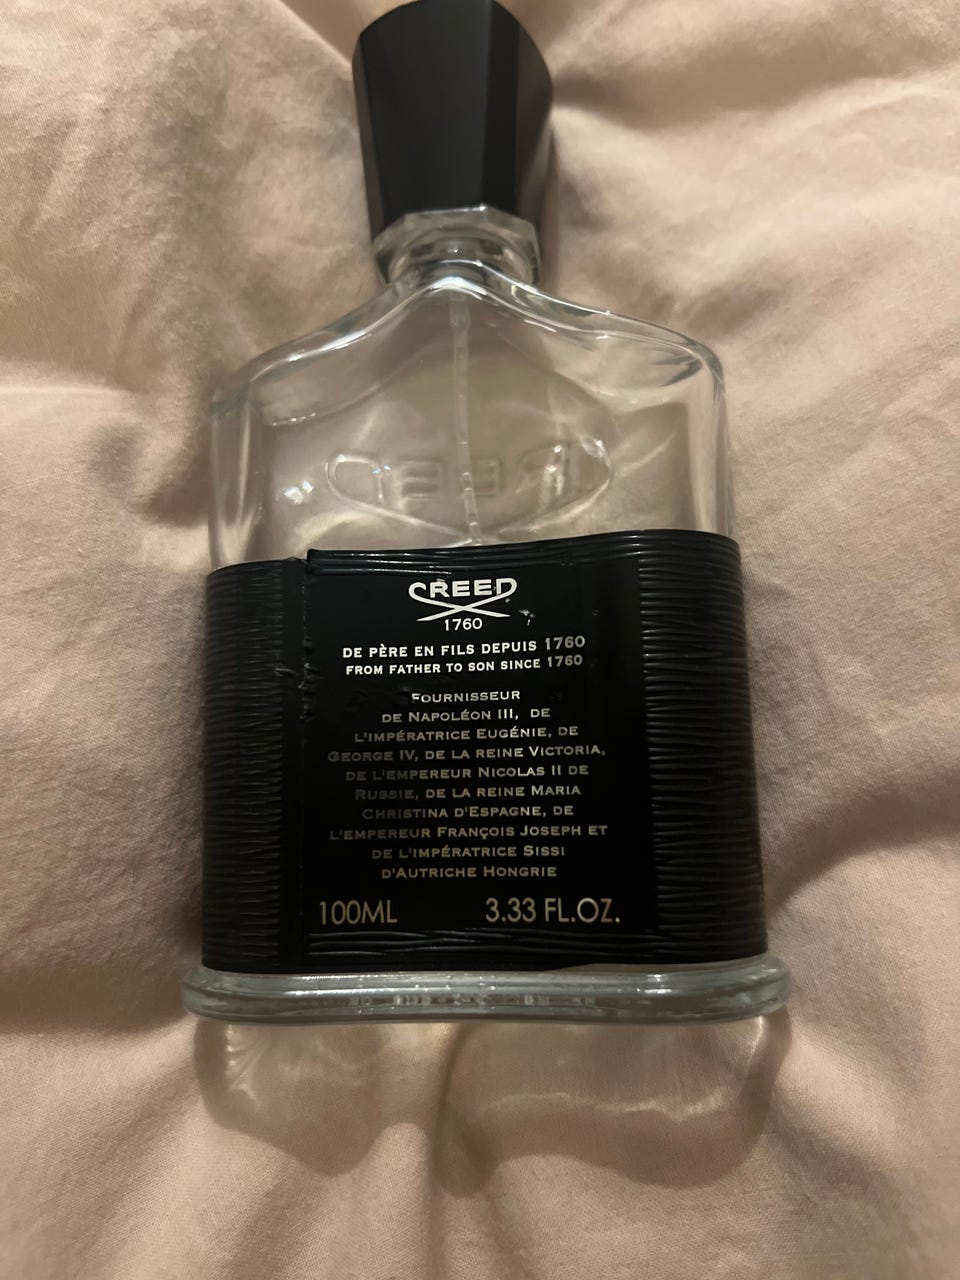 CREED
1760
DE PÈRE EN FILS DEPUIS 1760
FROM FATHER TO SON SINCE 1760
FOURNISSEUR
DE NAPOLÉON III, DE
L'IMPÉRATRICE EUGÉNIE, DE
GEORGE IV, DE LA REINE VICTORIA,
DE L'EMPEREUR NICOLAS II DE
RUSSIE, DE LA REINE MARIA
CHRISTINA D'ESPAGNE, DE
L'EMPEREUR FRANÇOIS JOSEPH ET
DE L'IMPÉRATRICE SISSI
D'AUTRICHE HONGRIE
100ML 3.33 FL.OZ.